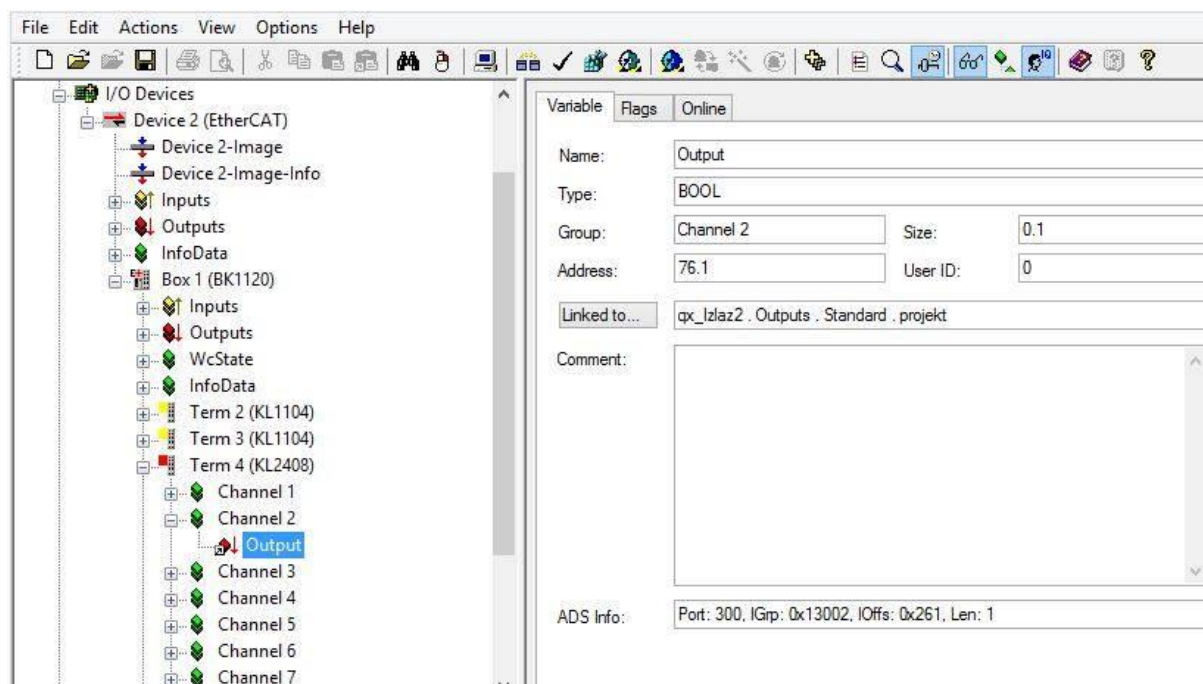 File Edit Actions View Options Help
I/O Devices
Device 2 (EtherCAT)
Device 2-Image
Device 2-Image-Info
Inputs
Outputs
InfoData
Box 1 (BK1120)
Inputs
Outputs
WcState
InfoData
Term 2 (KL1104)
Term 3 (KL1104)
Term 4 (KL2408)
Channel 1
Channel 2
Output
Channel 3
Channel 4
Channel 5
Channel 6
Channel 7
Variable Flags Online
Name: Output
Type: BOOL
Group: Channel 2 Size: 0.1
Address: 76.1 User ID: 0
Linked to... qx_Izlaz2 . Outputs . Standard . projekt
Comment:
ADS Info: Port: 300, IGrp: 0x13002, IOffs: 0x261, Len: 1